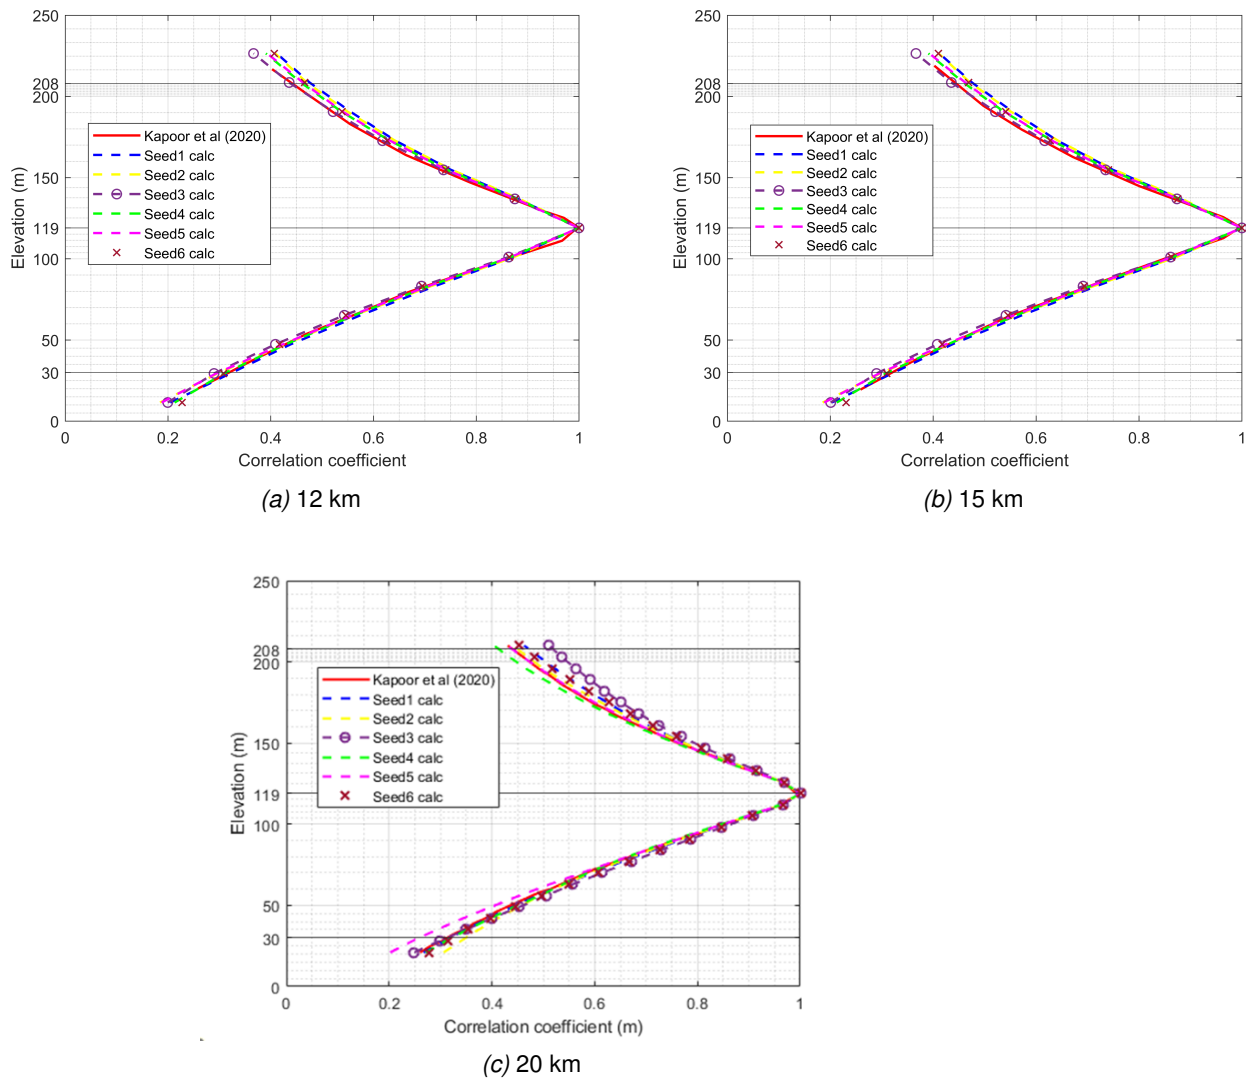 250
208
200
150
119
100
50
30
0
Elevation (m)
Kapoor et al (2020)
Seed1 calc
Seed2 calc
Seed3 calc
Seed4 calc
Seed5 calc
Seed6 calc
0 0.2 0.4 0.6 0.8 1
Correlation coefficient
(a) 12 km
250
208
200
150
119
100
50
30
0
Elevation (m)
Kapoor et al (2020)
Seed1 calc
Seed2 calc
Seed3 calc
Seed4 calc
Seed5 calc
Seed6 calc
0 0.2 0.4 0.6 0.8 1
Correlation coefficient
(b) 15 km
250
208
200
150
119
100
50
30
0
Elevation (m)
Kapoor et al (2020)
Seed1 calc
Seed2 calc
Seed3 calc
Seed4 calc
Seed5 calc
Seed6 calc
0 0.2 0.4 0.6 0.8 1
Correlation coefficient (m)
(c) 20 km